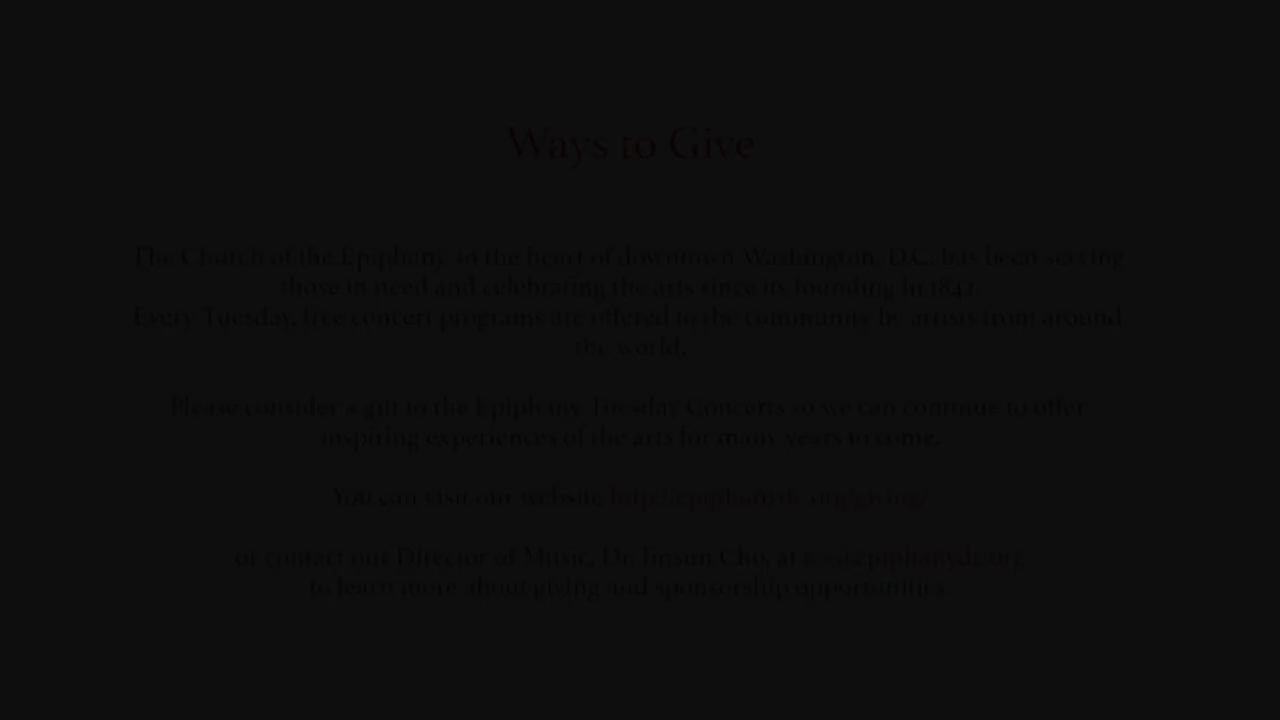 Ways to Give
The Church of the Epiphany, in the heart of downtown Washington, D.C. has been serving
those in need and celebrating the arts since its founding in 1842.
Every Tuesday, free concert programs are offered to the community by artists from around
the world.
Please consider a gift to the Epiphany Tuesday Concerts so we can continue to offer
inspiring experiences of the arts for many years to come.
You can visit our website
or contact our Director of Music, Dr. Jinsun Cho, at
to learn more about giving and sponsorship opportunities.